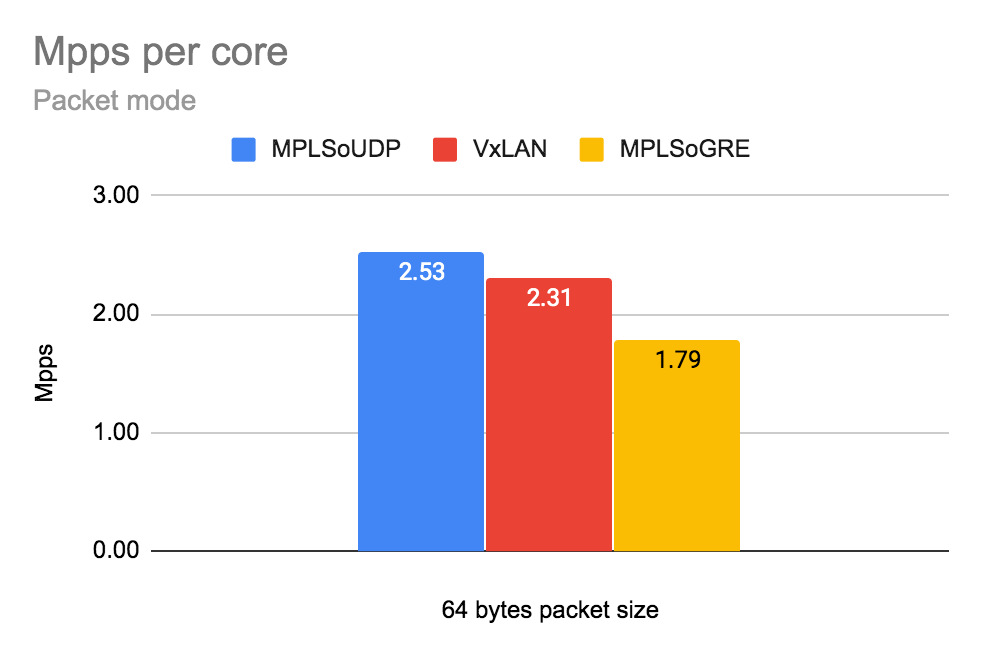 Mpps per core
Packet mode
MPLSoUDP VxLAN MPLSoGRE
3.00
2.53
2.31
2.00
1.79
Mpps
1.00
0.00
64 bytes packet size